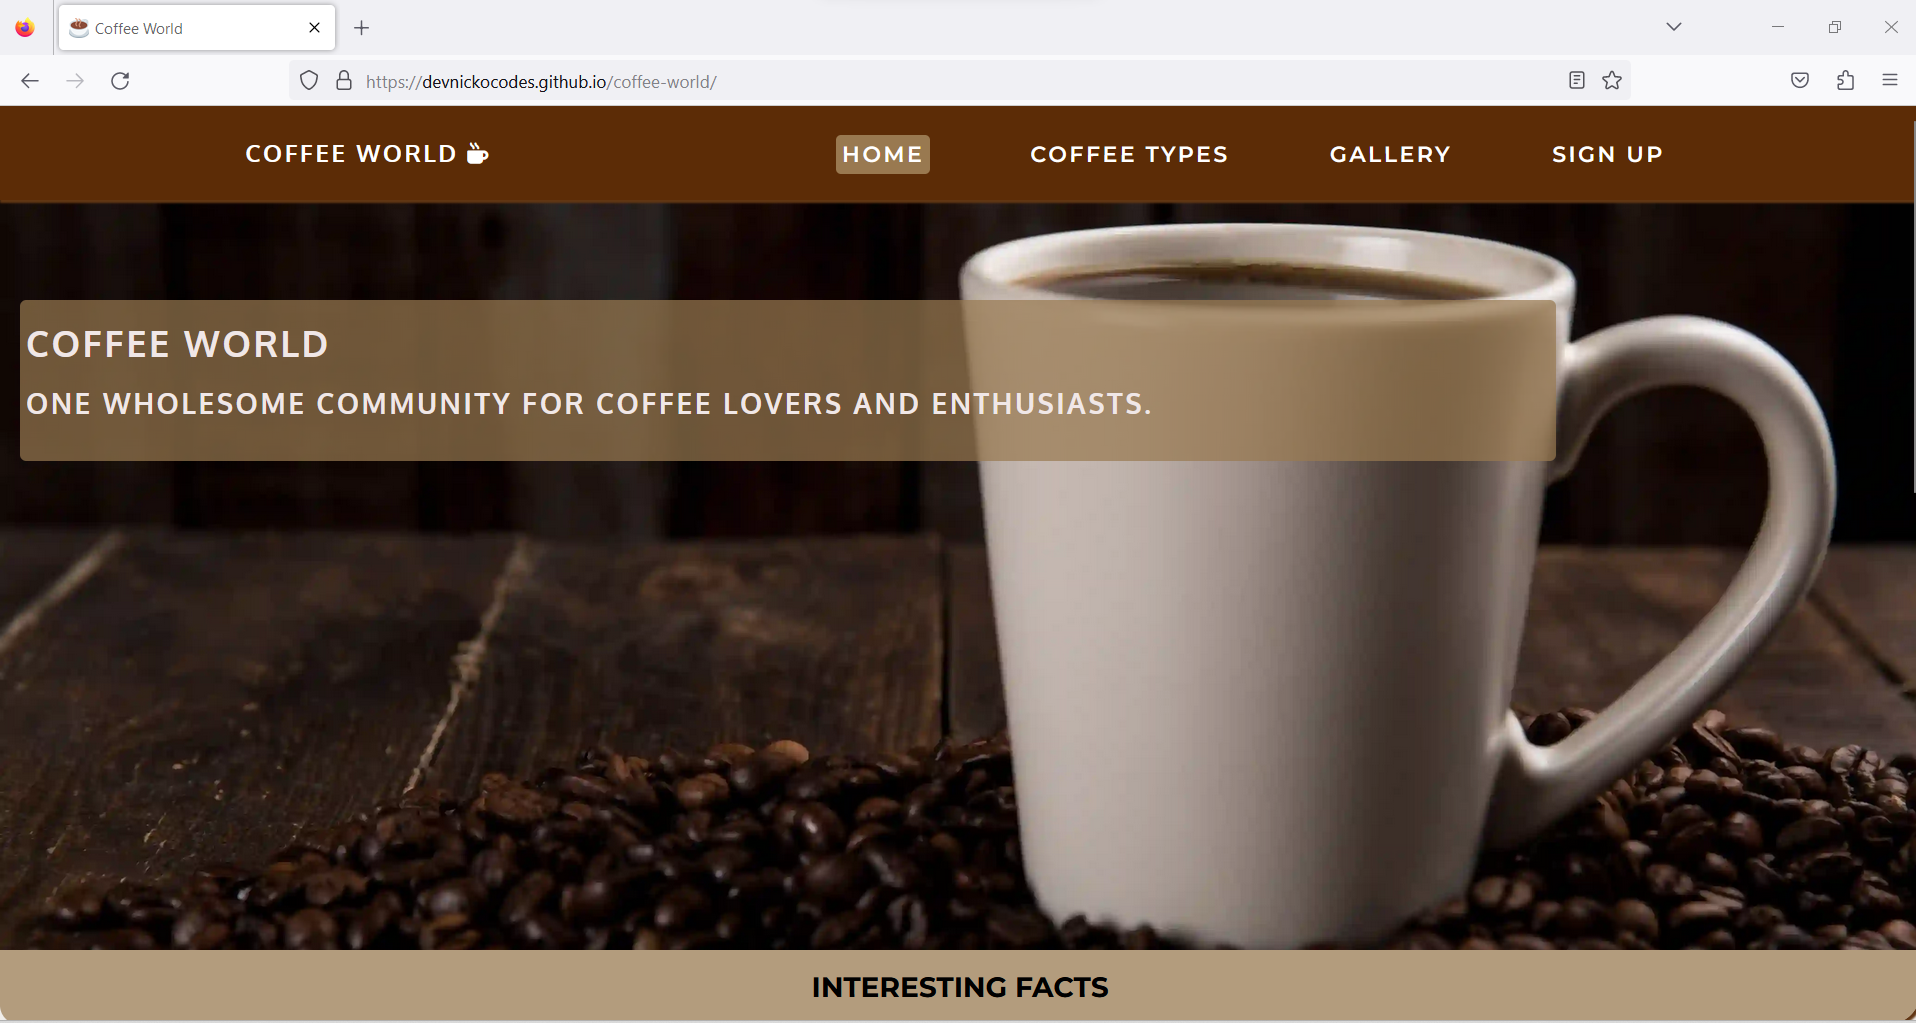 Coffee World
https://devnickocodes.github.io/coffee-world/
COFFEE WORLD
HOME
COFFEE TYPES
GALLERY
SIGN UP
COFFEE WORLD
ONE WHOLESOME COMMUNITY FOR COFFEE LOVERS AND ENTHUSIASTS.
INTERESTING FACTS